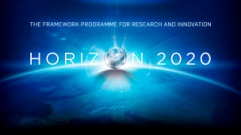 THE FRAMEWORK PROGRAMME FOR RESEARCH AND INNOVATION
HORIZON 2020